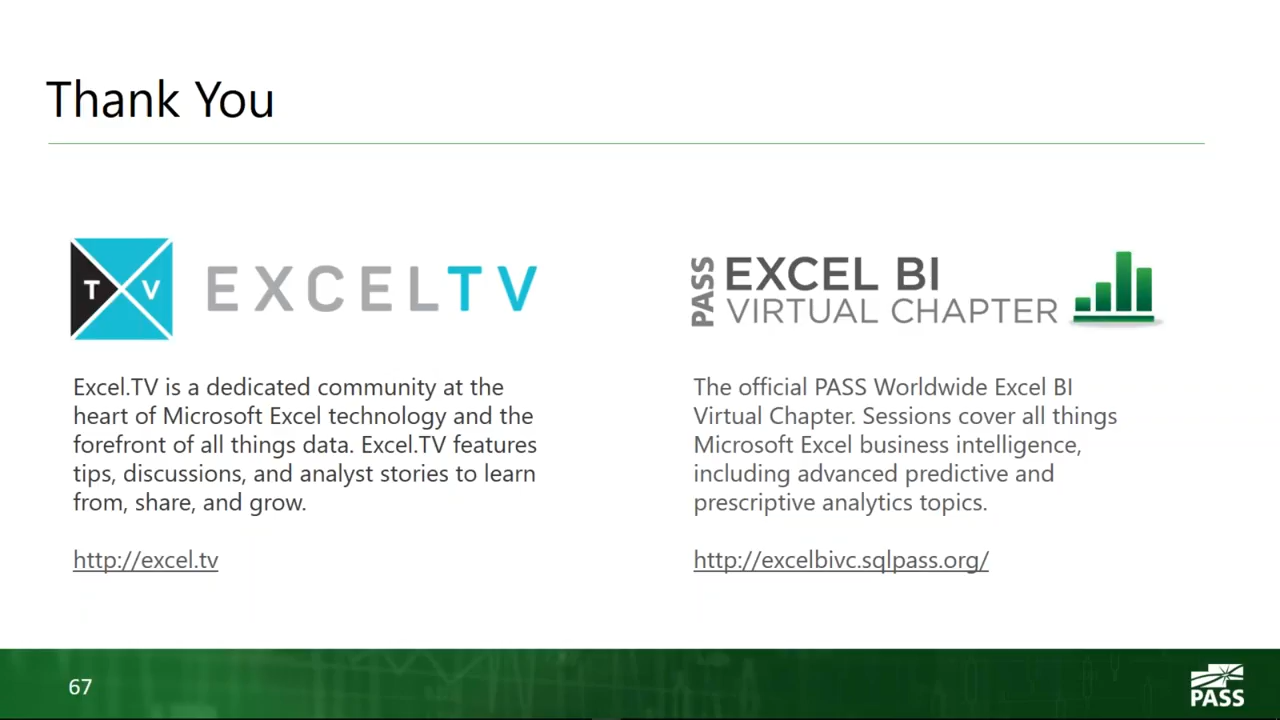 Thank You
T V EXCELTV
Excel.TV is a dedicated community at the
heart of Microsoft Excel technology and the
forefront of all things data. Excel.TV features
tips, discussions, and analyst stories to learn
from, share, and grow.
http://excel.tv
PASS EXCEL BI
VIRTUAL CHAPTER
The official PASS Worldwide Excel BI
Virtual Chapter. Sessions cover all things
Microsoft Excel business intelligence,
including advanced predictive and
prescriptive analytics topics.
http://excelbivc.sqlpass.org/
67
PASS